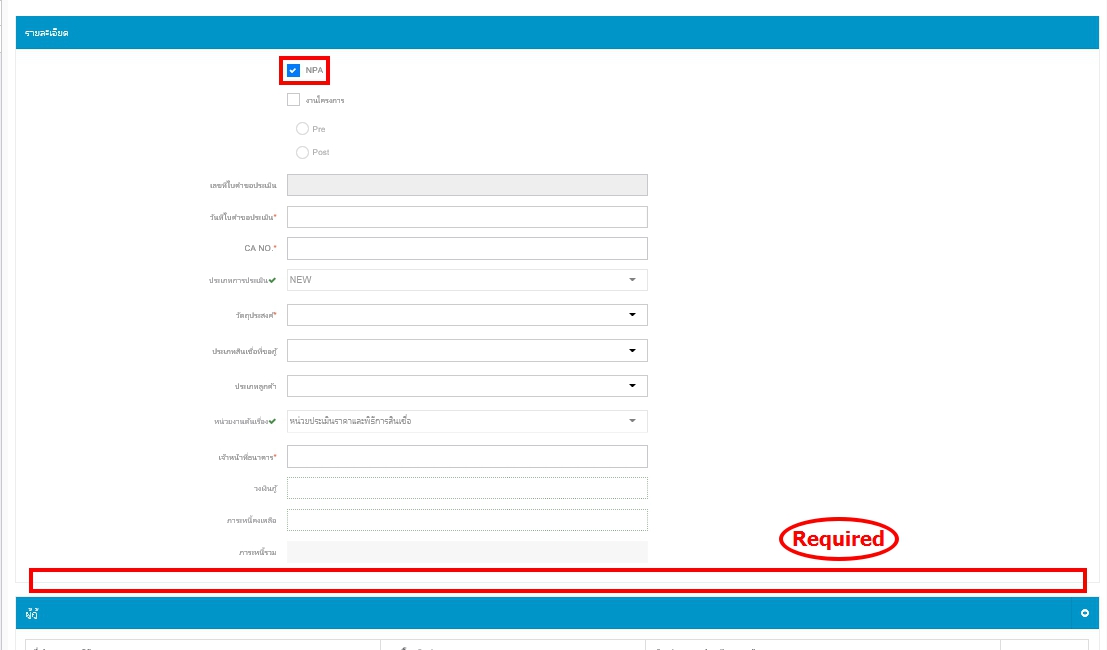 รายละเอียด
NPA
งานโครงการ
Pre
Post
เลขที่ใบคำขอประเมิน
วันที่ใบคำขอประเมิน*
CA NO.*
ประเภทการประเมิน NEW
วัตถุประสงค์*
ประเภทสินเชื่อที่ขอกู้
ประเภทลูกค้า
หน่วยงานต้นเรื่อง หน่วยประเมินราคาและพิธีการสินเชื่อ
เจ้าหน้าที่ธนาคาร*
วงเงินกู้
ภาระหนี้คงเหลือ
ภาระหนี้รวม
Required
ผู้กู้